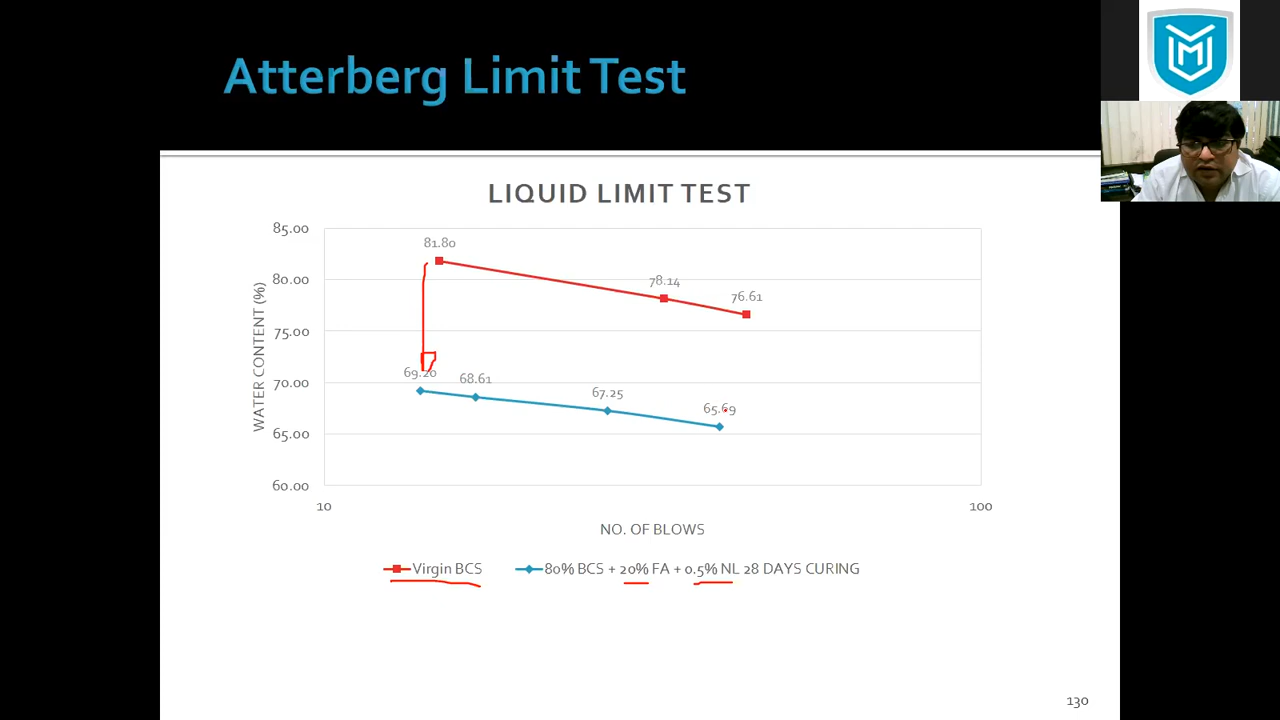 Atterberg Limit Test
LIQUID LIMIT TEST
85.00
80.00
75.00
70.00
65.00
60.00
WATER CONTENT (%)
81.80
78.14
76.61
69.20
68.61
67.25
65.69
10
100
NO. OF BLOWS
Virgin BCS
80% BCS + 20% FA + 0.5% NL 28 DAYS CURING
130